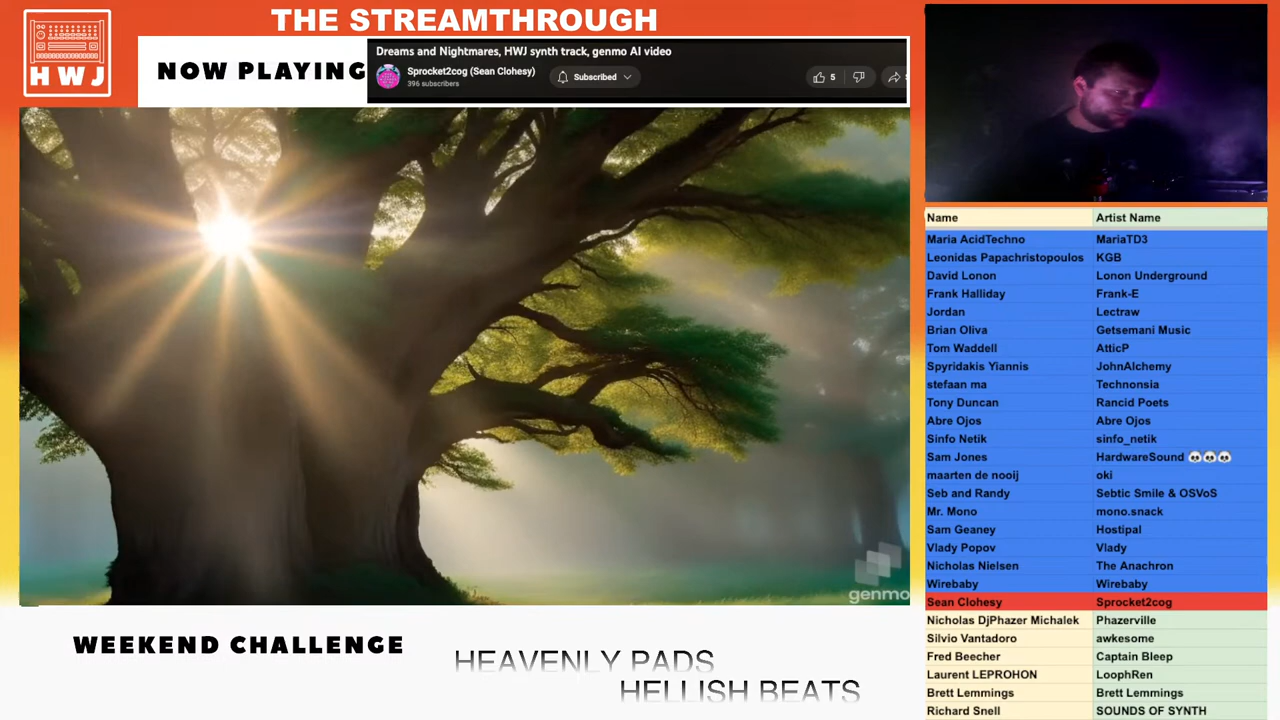 HWJ
THE STREAMTHROUGH
NOW PLAYING
Dreams and Nightmares, HWJ synth track, genmo AI video
Sprocket2cog (Sean Clohesy)
396 subscribers
Subscribed
5
genmo
WEEKEND CHALLENGE
HEAVENLY PADS
HELLISH BEATS
Name Artist Name
Maria AcidTechno MariaTD3
Leonidas Papachristopoulos KGB
David Lonon Lonon Underground
Frank Halliday Frank-E
Jordan Lectraw
Brian Oliva Getsemani Music
Tom Waddell AtticP
Spyridakis Yiannis JohnAlchemy
stefaan ma Technonsia
Tony Duncan Rancid Poets
Abre Ojos Abre Ojos
Sinfo Netik sinfo_netik
Sam Jones HardwareSound 💀💀💀
maarten de nooij oki
Seb and Randy Sebtic Smile & OSVoS
Mr. Mono mono.snack
Sam Geaney Hostipal
Vlady Popov Vlady
Nicholas Nielsen The Anachron
Wirebaby Wirebaby
Sean Clohesy Sprocket2cog
Nicholas DjPhazer Michalek Phazerville
Silvio Vantadoro awkesome
Fred Beecher Captain Bleep
Laurent LEPROHON LoophRen
Brett Lemmings Brett Lemmings
Richard Snell SOUNDS OF SYNTH